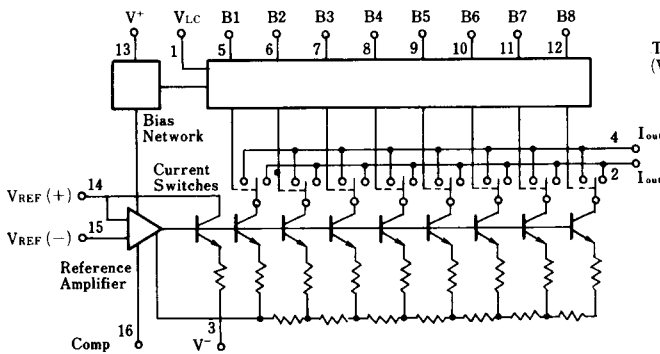 V⁺ VLC B1 B2 B3 B4 B5 B6 B7 B8
13 1 5 6 7 8 9 10 11 12
T
(V
Bias
Network
4 Iout
Current
Switches
2 Iout
VREF (+) 14
VREF (−) 15
Reference
Amplifier
16 3
Comp V⁻